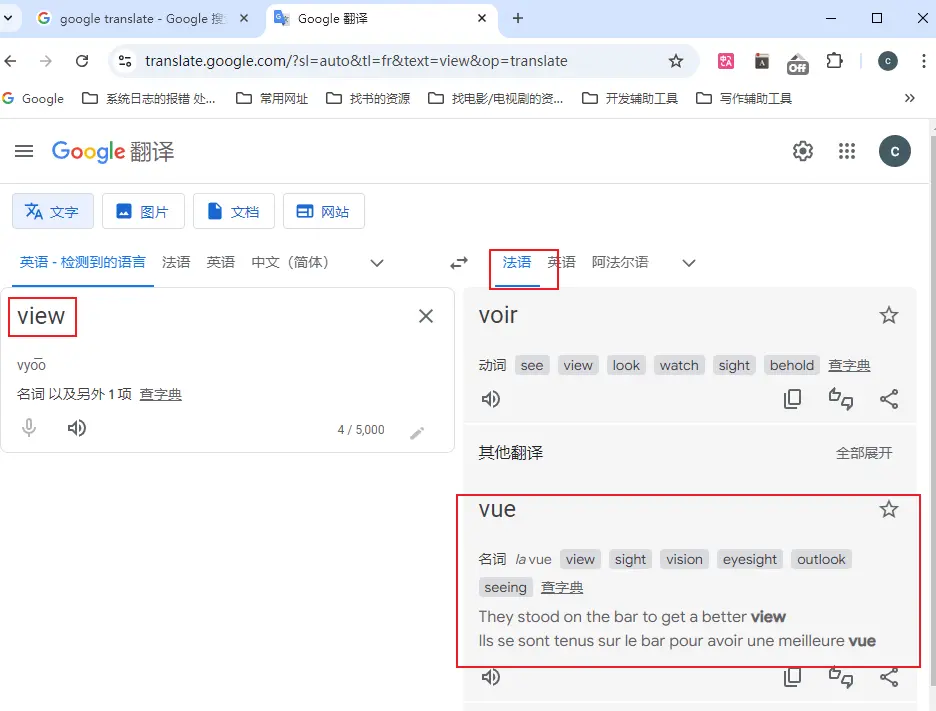 google translate - Google 搜
Google 翻译
translate.google.com/?sl=auto&tl=fr&text=view&op=translate
Off
C
Google
系统日志的报错 处...
常用网址
找书的资源
找电影/电视剧的资...
开发辅助工具
写作辅助工具
Google 翻译
C
文字
图片
文档
网站
英语 - 检测到的语言 法语 英语 中文（简体）
法语 英语 阿法尔语
view
vyo͞o
名词 以及另外 1 项 查字典
4 / 5,000
voir
动词 see view look watch sight behold 查字典
其他翻译 全部展开
vue
名词 la vue view sight vision eyesight outlook
seeing 查字典
They stood on the bar to get a better view
Ils se sont tenus sur le bar pour avoir une meilleure vue